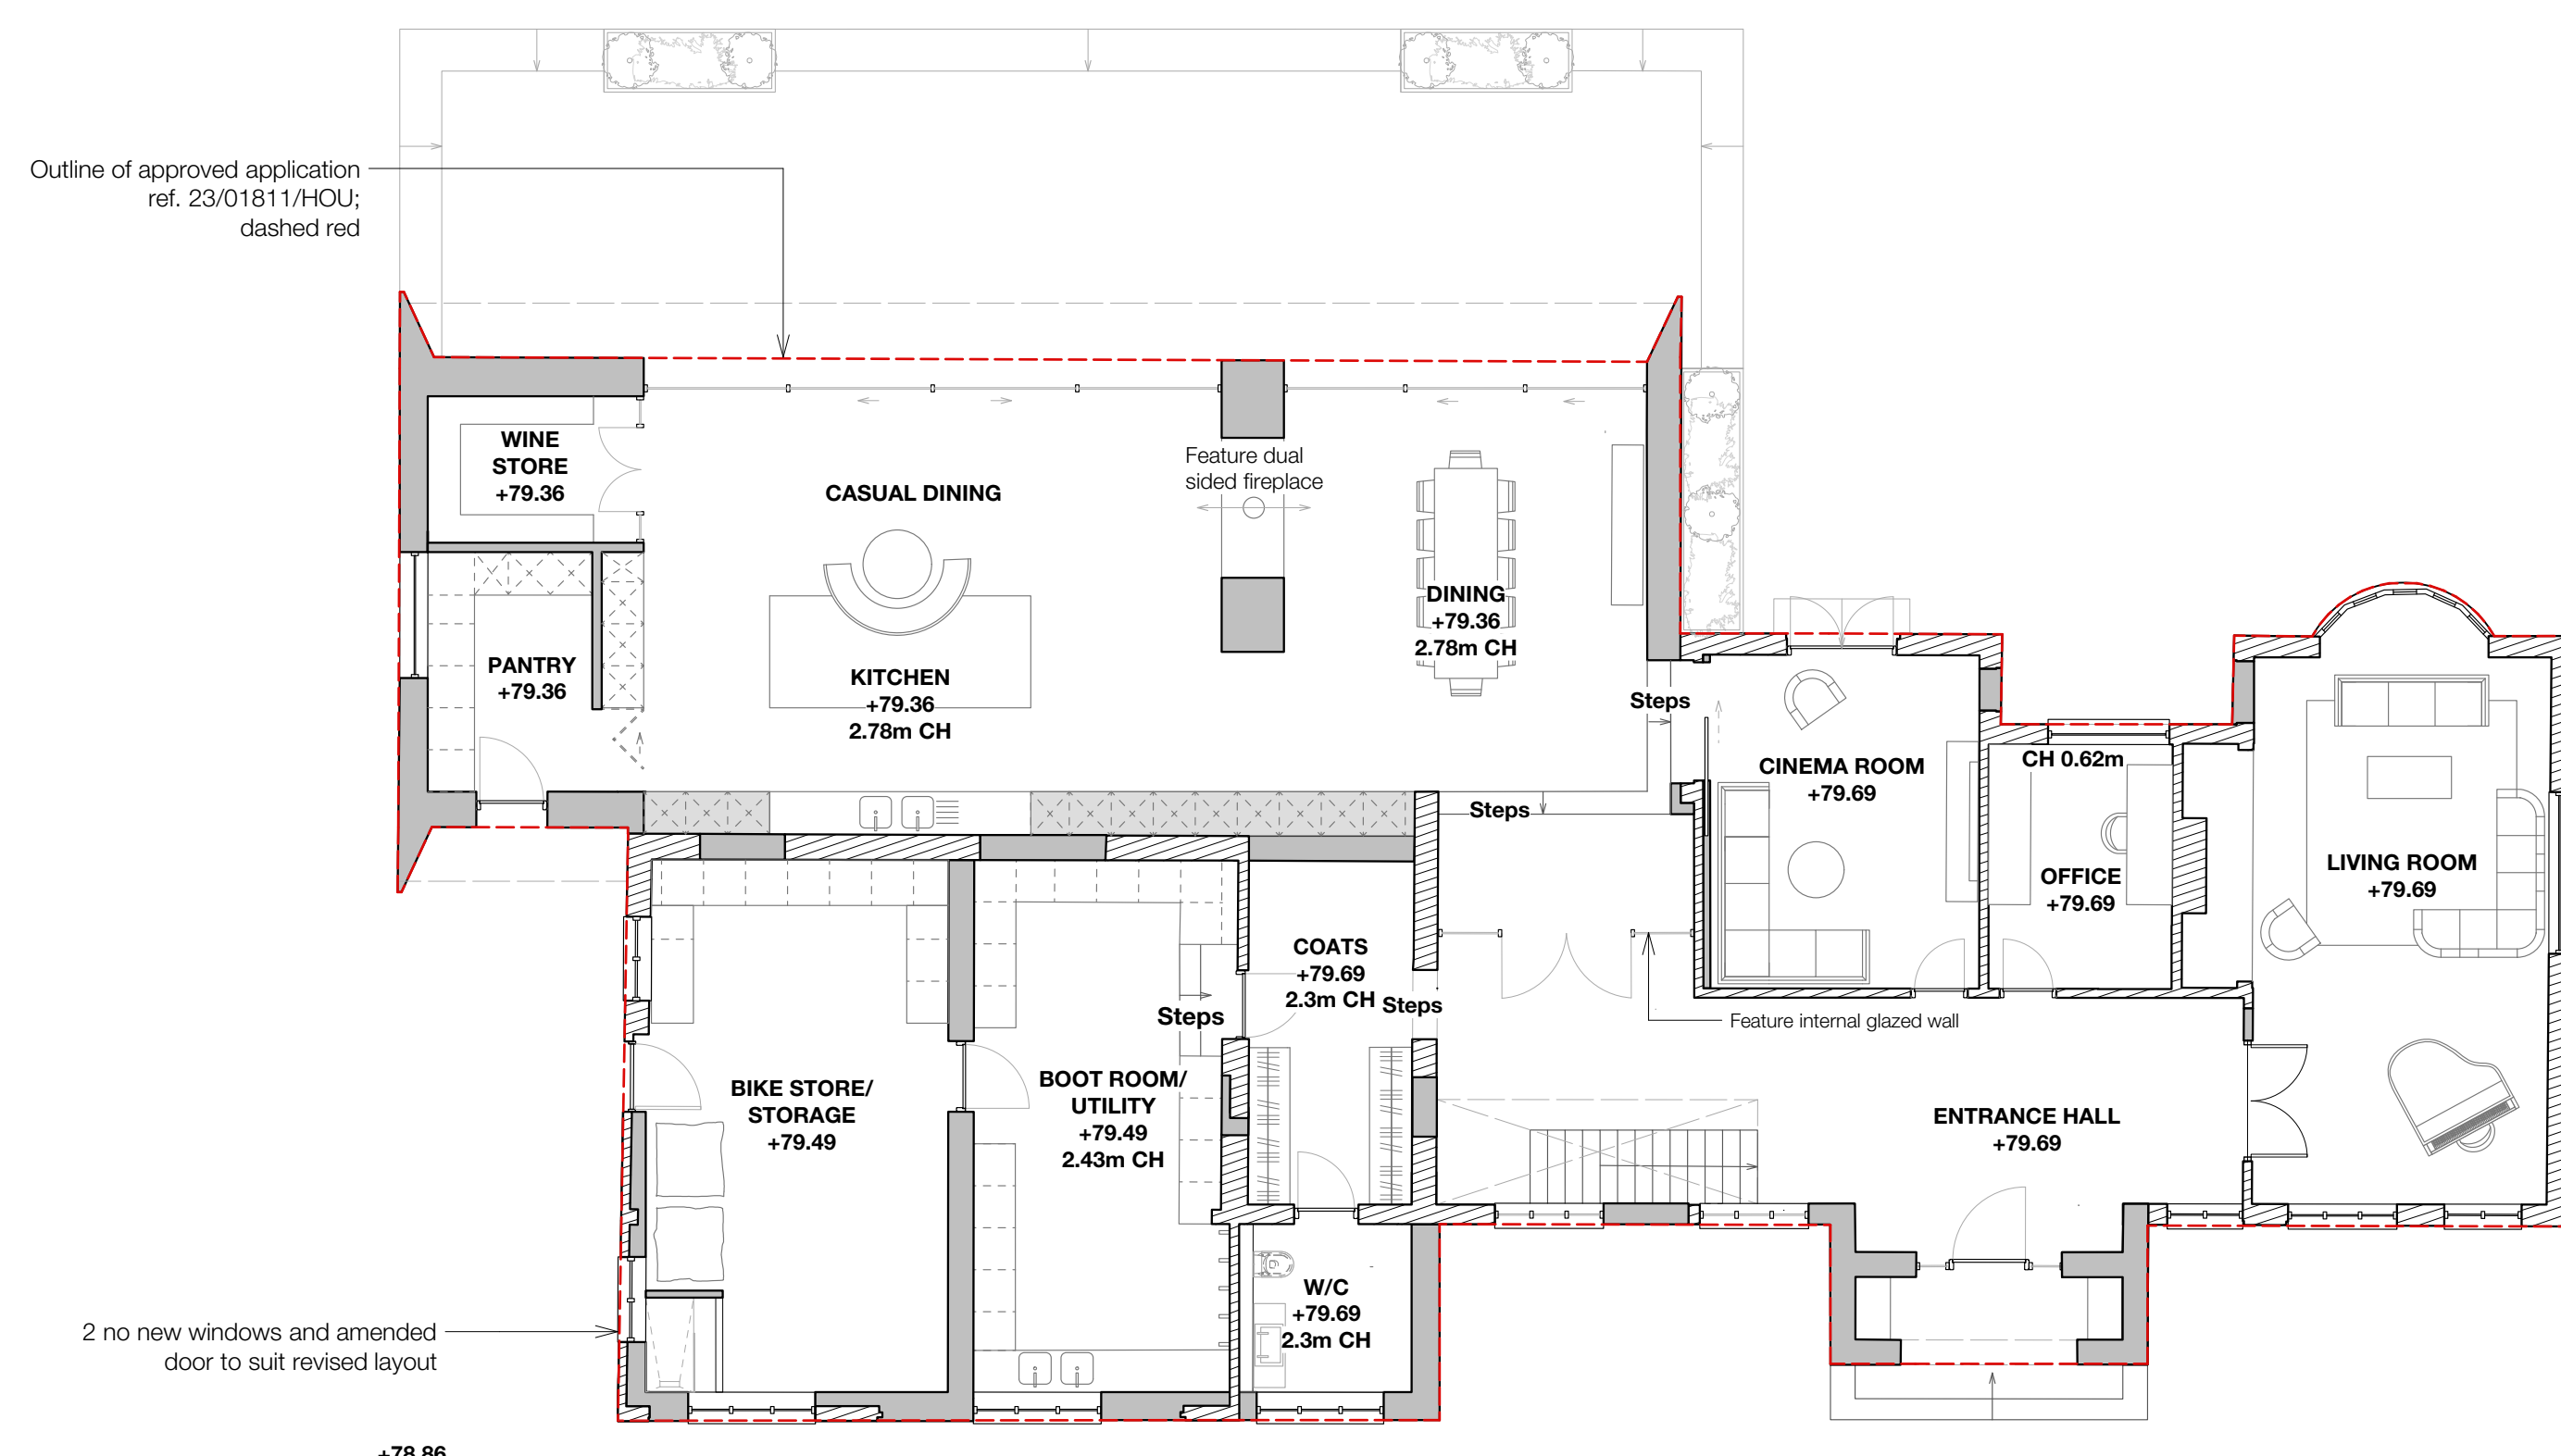 Outline of approved application
ref. 23/01811/HOU;
dashed red
WINE
STORE
+79.36
CASUAL DINING
Feature dual
sided fireplace
DINING
+79.36
2.78m CH
PANTRY
+79.36
KITCHEN
+79.36
2.78m CH
Steps
CINEMA ROOM
+79.69
CH 0.62m
OFFICE
+79.69
LIVING ROOM
+79.69
Steps
COATS
+79.69
2.3m CH
Steps
Steps
Feature internal glazed wall
BIKE STORE/
STORAGE
+79.49
BOOT ROOM/
UTILITY
+79.49
2.43m CH
ENTRANCE HALL
+79.69
W/C
+79.69
2.3m CH
2 no new windows and amended
door to suit revised layout
+78.86